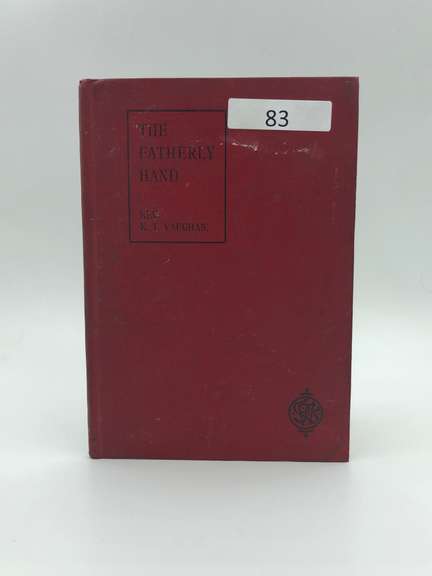 83
THE
FATHERLY
HAND
REV.
K. J. VAUGHAN.